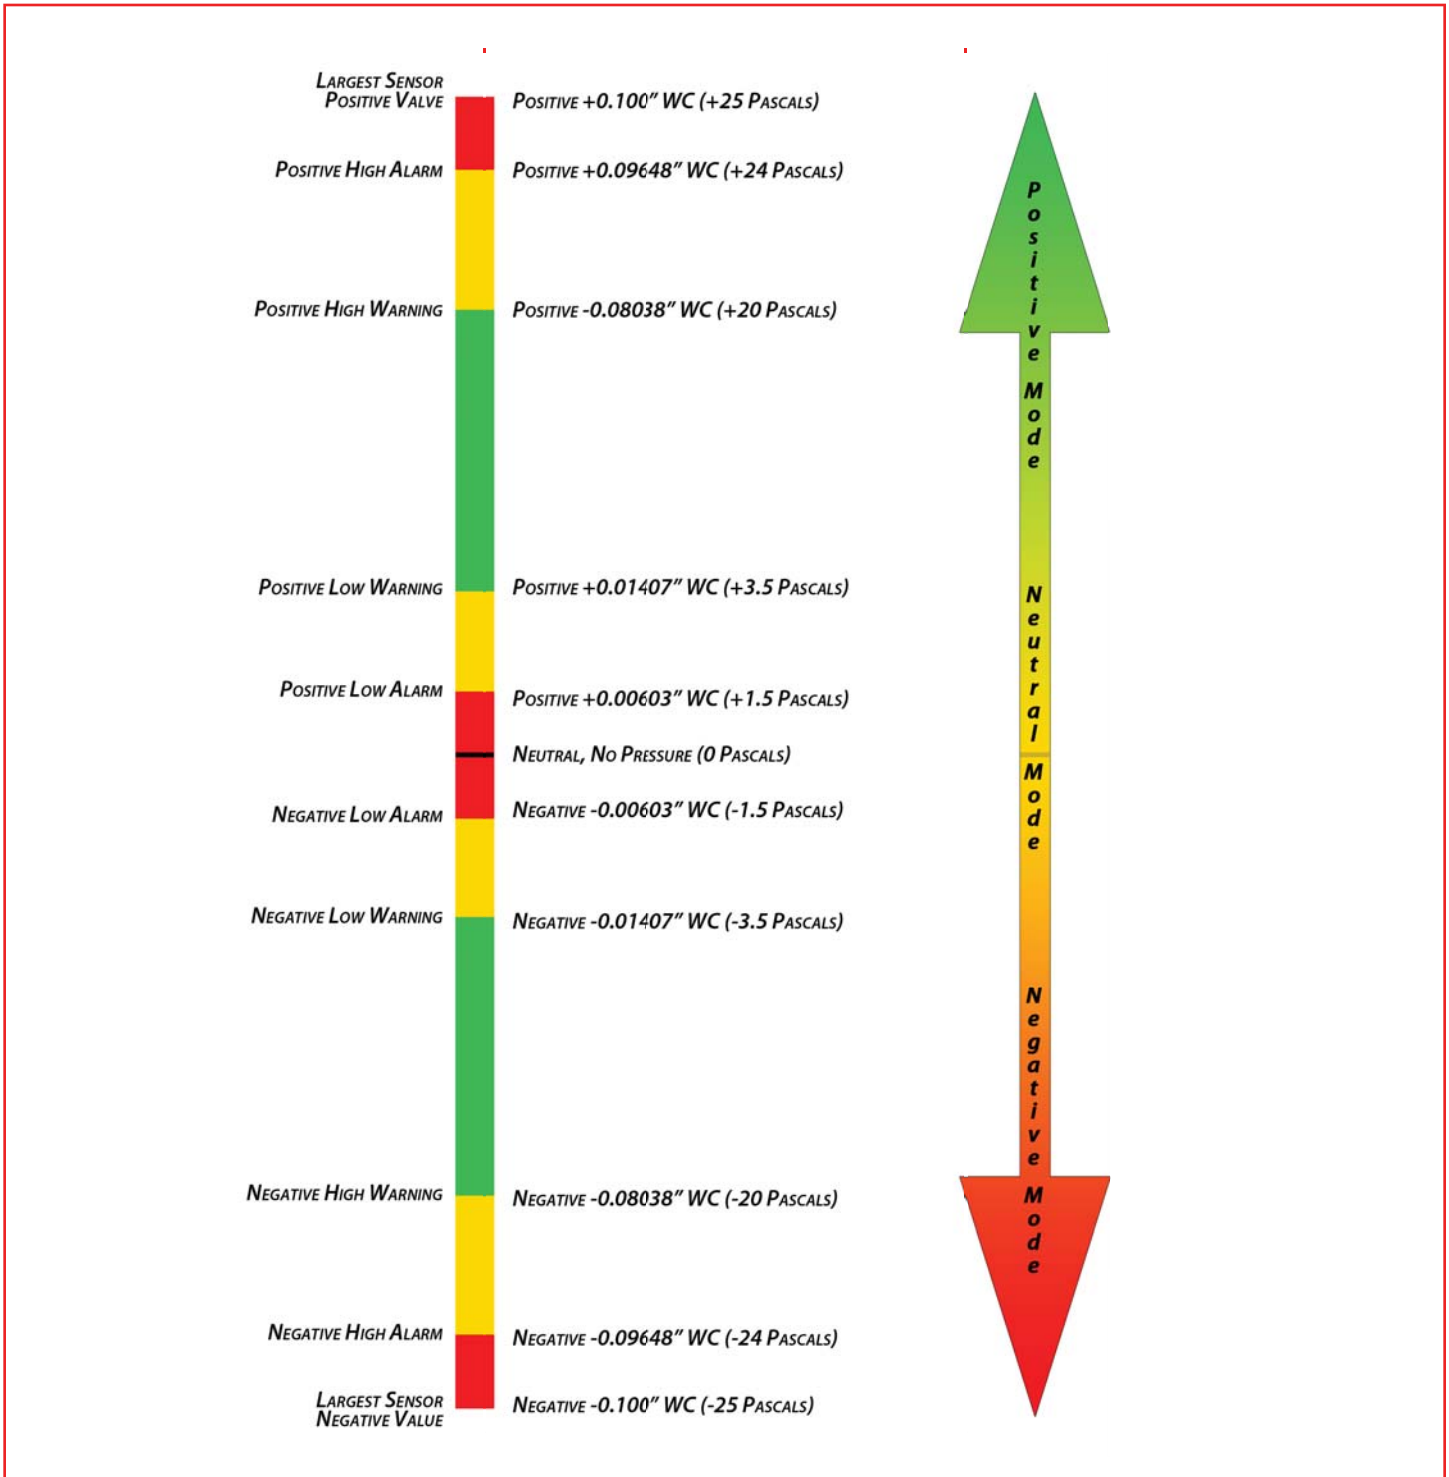 Largest Sensor
Positive Valve
Positive +0.100" WC (+25 Pascals)
Positive High Alarm
Positive +0.09648" WC (+24 Pascals)
Positive High Warning
Positive -0.08038" WC (+20 Pascals)
Positive Low Warning
Positive +0.01407" WC (+3.5 Pascals)
Positive Low Alarm
Positive +0.00603" WC (+1.5 Pascals)
Neutral, No Pressure (0 Pascals)
Negative Low Alarm
Negative -0.00603" WC (-1.5 Pascals)
Negative Low Warning
Negative -0.01407" WC (-3.5 Pascals)
Negative High Warning
Negative -0.08038" WC (-20 Pascals)
Negative High Alarm
Negative -0.09648" WC (-24 Pascals)
Largest Sensor
Negative Value
Negative -0.100" WC (-25 Pascals)
Positive Mode
Neutral Mode
Negative Mode